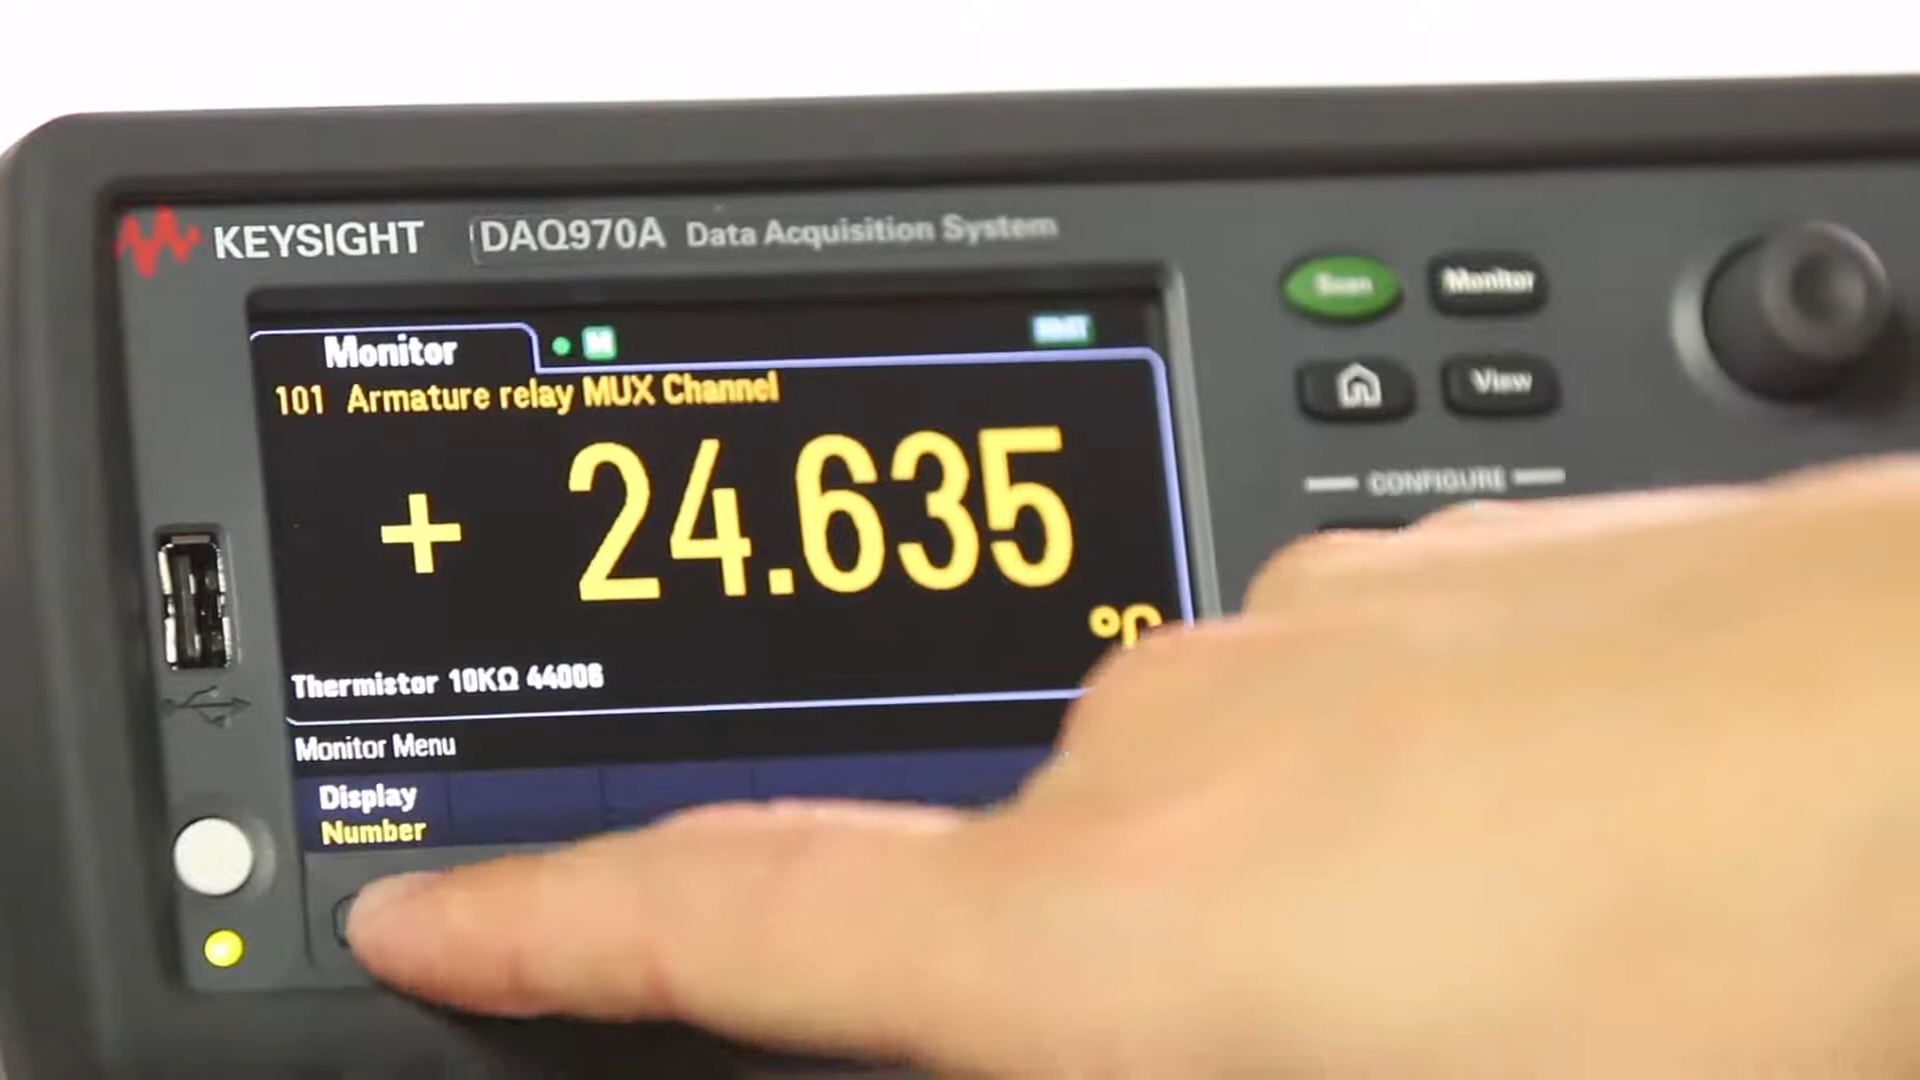 KEYSIGHT DAQ970A Data Acquisition System
Scan Monitor
Monitor M
101 Armature relay MUX Channel
View
+ 24.635
°C
CONFIGURE
Thermistor 10KΩ 44006
Monitor Menu
Display
Number